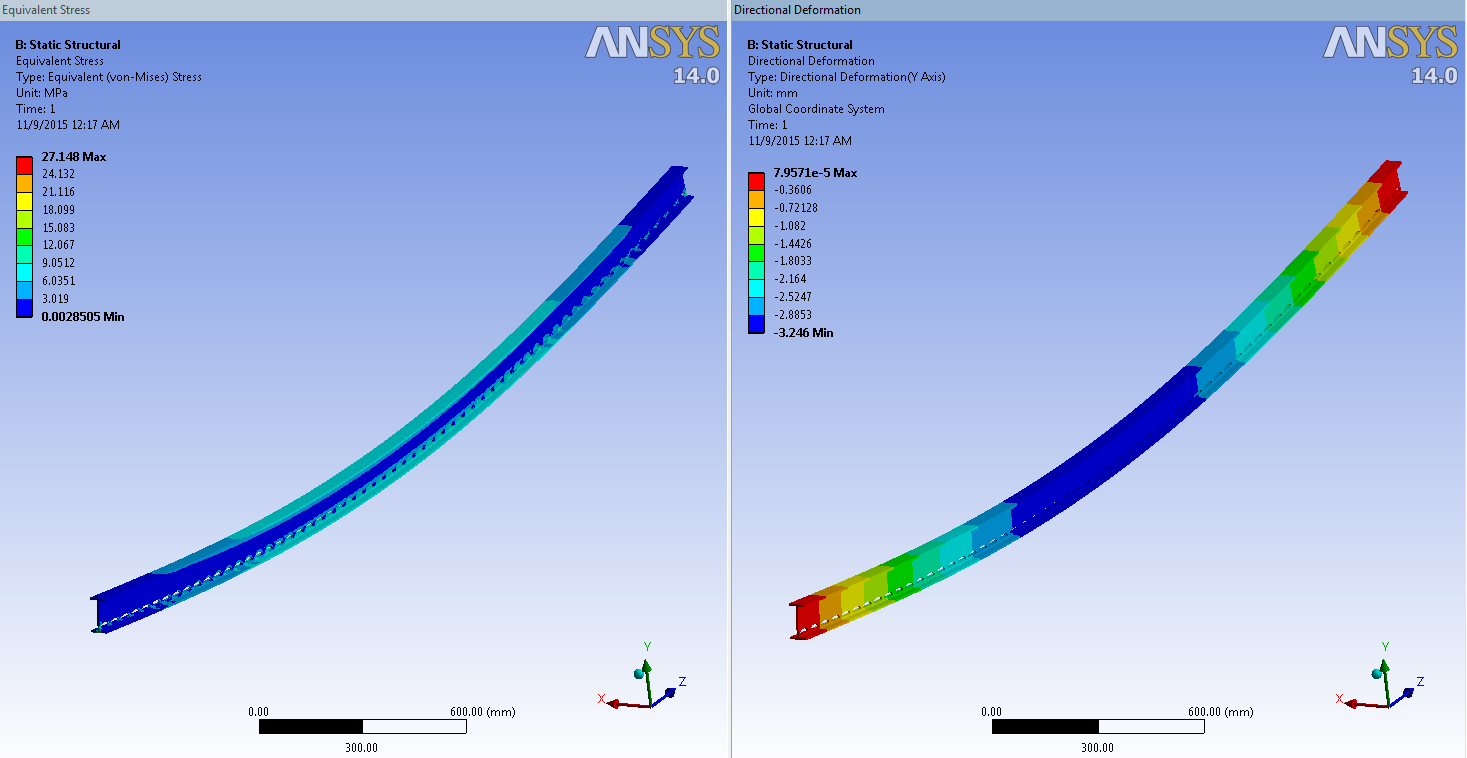 Equivalent Stress
B: Static Structural
Equivalent Stress
Type: Equivalent (von-Mises) Stress
Unit: MPa
Time: 1
11/9/2015 12:17 AM
ANSYS
14.0
27.148 Max
24.132
21.116
18.099
15.083
12.067
9.0512
6.0351
3.019
0.0028505 Min
Y
Z
X
0.00
600.00 (mm)
300.00
Directional Deformation
B: Static Structural
Directional Deformation
Type: Directional Deformation(Y Axis)
Unit: mm
Global Coordinate System
Time: 1
11/9/2015 12:17 AM
ANSYS
14.0
7.9571e-5 Max
-0.3606
-0.72128
-1.082
-1.4426
-1.8033
-2.164
-2.5247
-2.8853
-3.246 Min
Y
Z
X
0.00
600.00 (mm)
300.00